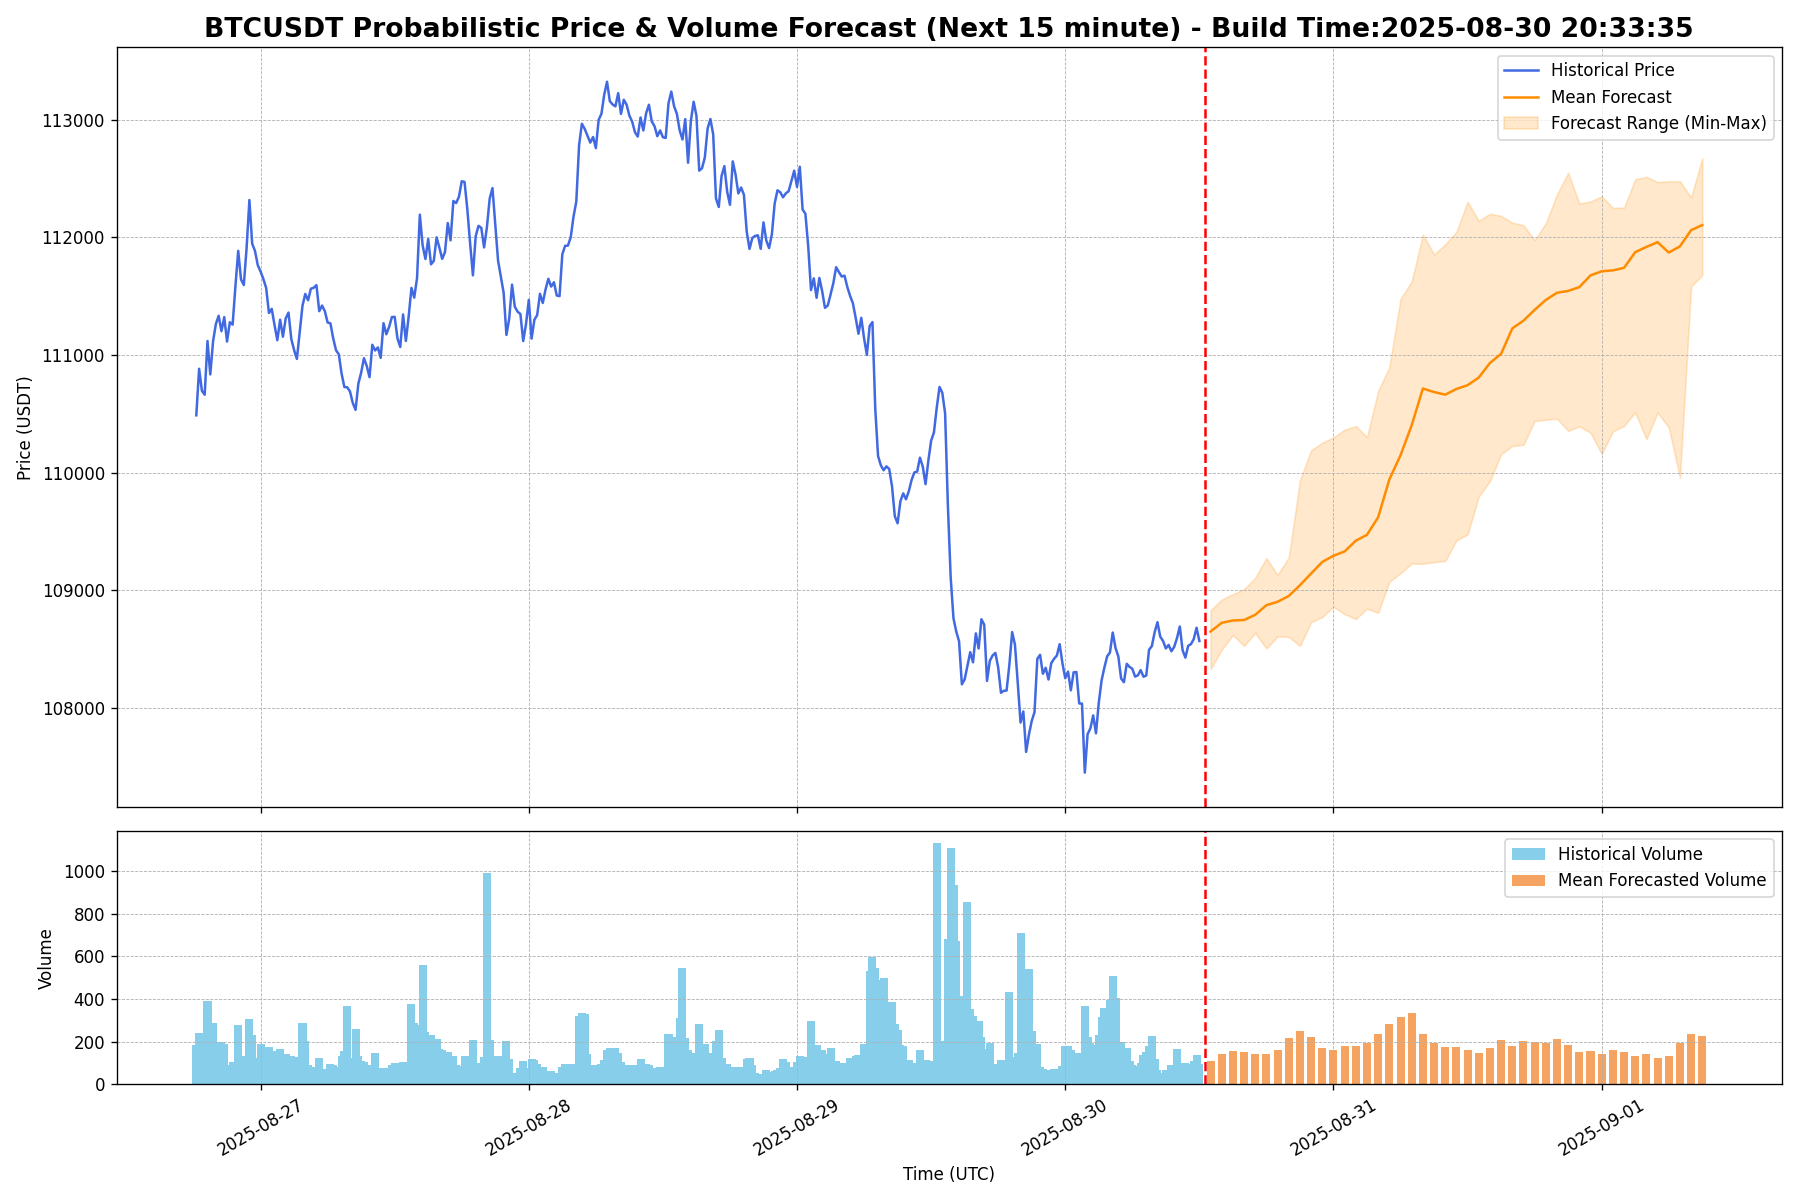 BTCUSDT Probabilistic Price & Volume Forecast (Next 15 minute) - Build Time:2025-08-30 20:33:35
Historical Price
Mean Forecast
Forecast Range (Min-Max)
Price (USDT)
113000
112000
111000
110000
109000
108000
Historical Volume
Mean Forecasted Volume
Volume
1000
800
600
400
200
0
2025-08-27
2025-08-28
2025-08-29
2025-08-30
2025-08-31
2025-09-01
Time (UTC)